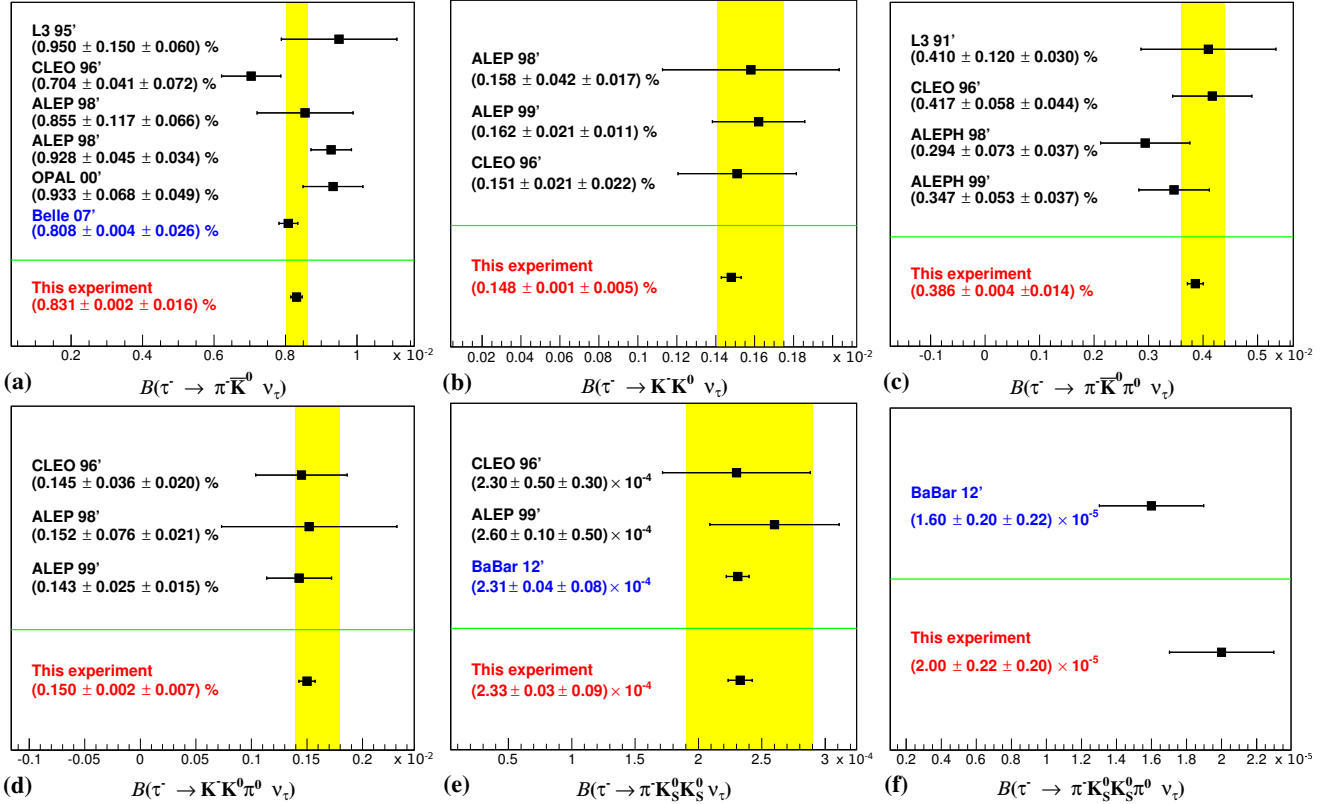 L3 95'
(0.950 ± 0.150 ± 0.060) %
CLEO 96'
(0.704 ± 0.041 ± 0.072) %
ALEP 98'
(0.855 ± 0.117 ± 0.066) %
ALEP 98'
(0.928 ± 0.045 ± 0.034) %
OPAL 00'
(0.933 ± 0.068 ± 0.049) %
Belle 07'
(0.808 ± 0.004 ± 0.026) %
This experiment
(0.831 ± 0.002 ± 0.016) %
0.2 0.4 0.6 0.8 1 x 10⁻²
(a) B(τ⁻ → π⁻K̅⁰ ν_τ)
ALEP 98'
(0.158 ± 0.042 ± 0.017) %
ALEP 99'
(0.162 ± 0.021 ± 0.011) %
CLEO 96'
(0.151 ± 0.021 ± 0.022) %
This experiment
(0.148 ± 0.001 ± 0.005) %
0.02 0.04 0.06 0.08 0.1 0.12 0.14 0.16 0.18 x 10⁻²
(b) B(τ⁻ → K⁻K⁰ ν_τ)
L3 91'
(0.410 ± 0.120 ± 0.030) %
CLEO 96'
(0.417 ± 0.058 ± 0.044) %
ALEPH 98'
(0.294 ± 0.073 ± 0.037) %
ALEPH 99'
(0.347 ± 0.053 ± 0.037) %
This experiment
(0.386 ± 0.004 ±0.014) %
-0.1 0 0.1 0.2 0.3 0.4 0.5 x 10⁻²
(c) B(τ⁻ → π⁻K̅⁰π⁰ ν_τ)
CLEO 96'
(0.145 ± 0.036 ± 0.020) %
ALEP 98'
(0.152 ± 0.076 ± 0.021) %
ALEP 99'
(0.143 ± 0.025 ± 0.015) %
This experiment
(0.150 ± 0.002 ± 0.007) %
-0.1 -0.05 0 0.05 0.1 0.15 0.2 x 10⁻²
(d) B(τ⁻ → K⁻K⁰π⁰ ν_τ)
CLEO 96'
(2.30 ± 0.50 ± 0.30) × 10⁻⁴
ALEP 99'
(2.60 ± 0.10 ± 0.50) × 10⁻⁴
BaBar 12'
(2.31 ± 0.04 ± 0.08) × 10⁻⁴
This experiment
(2.33 ± 0.03 ± 0.09) × 10⁻⁴
0.5 1 1.5 2 2.5 3 x 10⁻⁴
(e) B(τ⁻ → π⁻K_S⁰K_S⁰ ν_τ)
BaBar 12'
(1.60 ± 0.20 ± 0.22) × 10⁻⁵
This experiment
(2.00 ± 0.22 ± 0.20) × 10⁻⁵
0.2 0.4 0.6 0.8 1 1.2 1.4 1.6 1.8 2 2.2 x 10⁻⁵
(f) B(τ⁻ → π⁻K_S⁰K_S⁰π⁰ ν_τ)